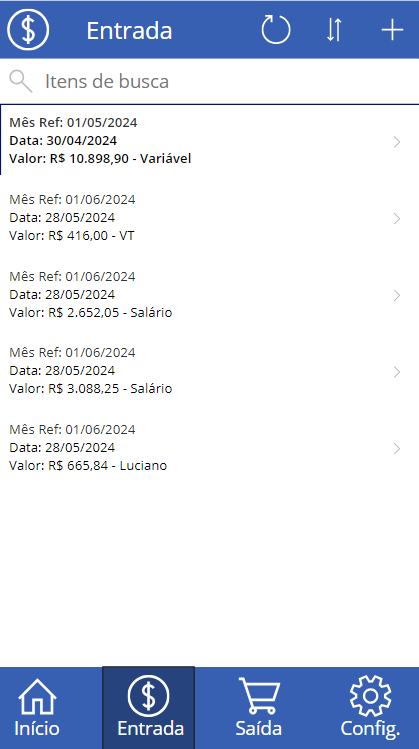 Entrada
Itens de busca
Mês Ref: 01/05/2024
Data: 30/04/2024
Valor: R$ 10.898,90 - Variável
Mês Ref: 01/06/2024
Data: 28/05/2024
Valor: R$ 416,00 - VT
Mês Ref: 01/06/2024
Data: 28/05/2024
Valor: R$ 2.652,05 - Salário
Mês Ref: 01/06/2024
Data: 28/05/2024
Valor: R$ 3.088,25 - Salário
Mês Ref: 01/06/2024
Data: 28/05/2024
Valor: R$ 665,84 - Luciano
Início Entrada Saída Config.